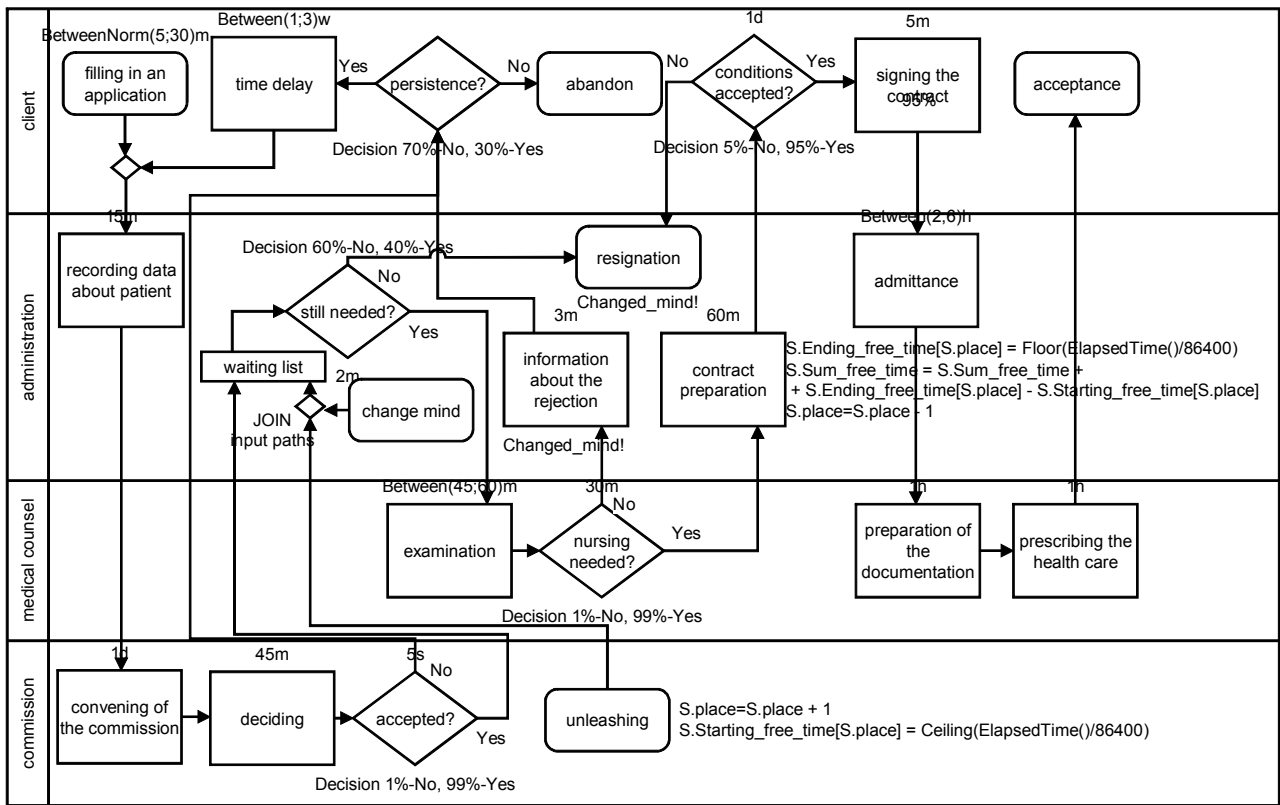 client
BetweenNorm(5;30)m
filling in an
application
Between(1;3)w
time delay
Yes
persistence?
No
abandon
Decision 70%-No, 30%-Yes
1d
No
conditions
accepted?
Yes
Decision 5%-No, 95%-Yes
5m
signing the
contract
95%
acceptance
administration
15m
recording data
about patient
Decision 60%-No, 40%-Yes
No
still needed?
Yes
waiting list
2m
change mind
JOIN
input paths
resignation
Changed_mind!
3m
information
about the
rejection
Changed_mind!
60m
contract
preparation
Between(2,6)h
admittance
S.Ending_free_time[S.place] = Floor(ElapsedTime()/86400)
S.Sum_free_time = S.Sum_free_time +
+ S.Ending_free_time[S.place] - S.Starting_free_time[S.place]
S.place=S.place - 1
medical counsel
Between(45;60)m
examination
30m
No
nursing
needed?
Yes
Decision 1%-No, 99%-Yes
1h
preparation of
the
documentation
1h
prescribing the
health care
commission
1d
convening of
the commission
45m
deciding
5s
No
accepted?
Yes
Decision 1%-No, 99%-Yes
unleashing
S.place=S.place + 1
S.Starting_free_time[S.place] = Ceiling(ElapsedTime()/86400)